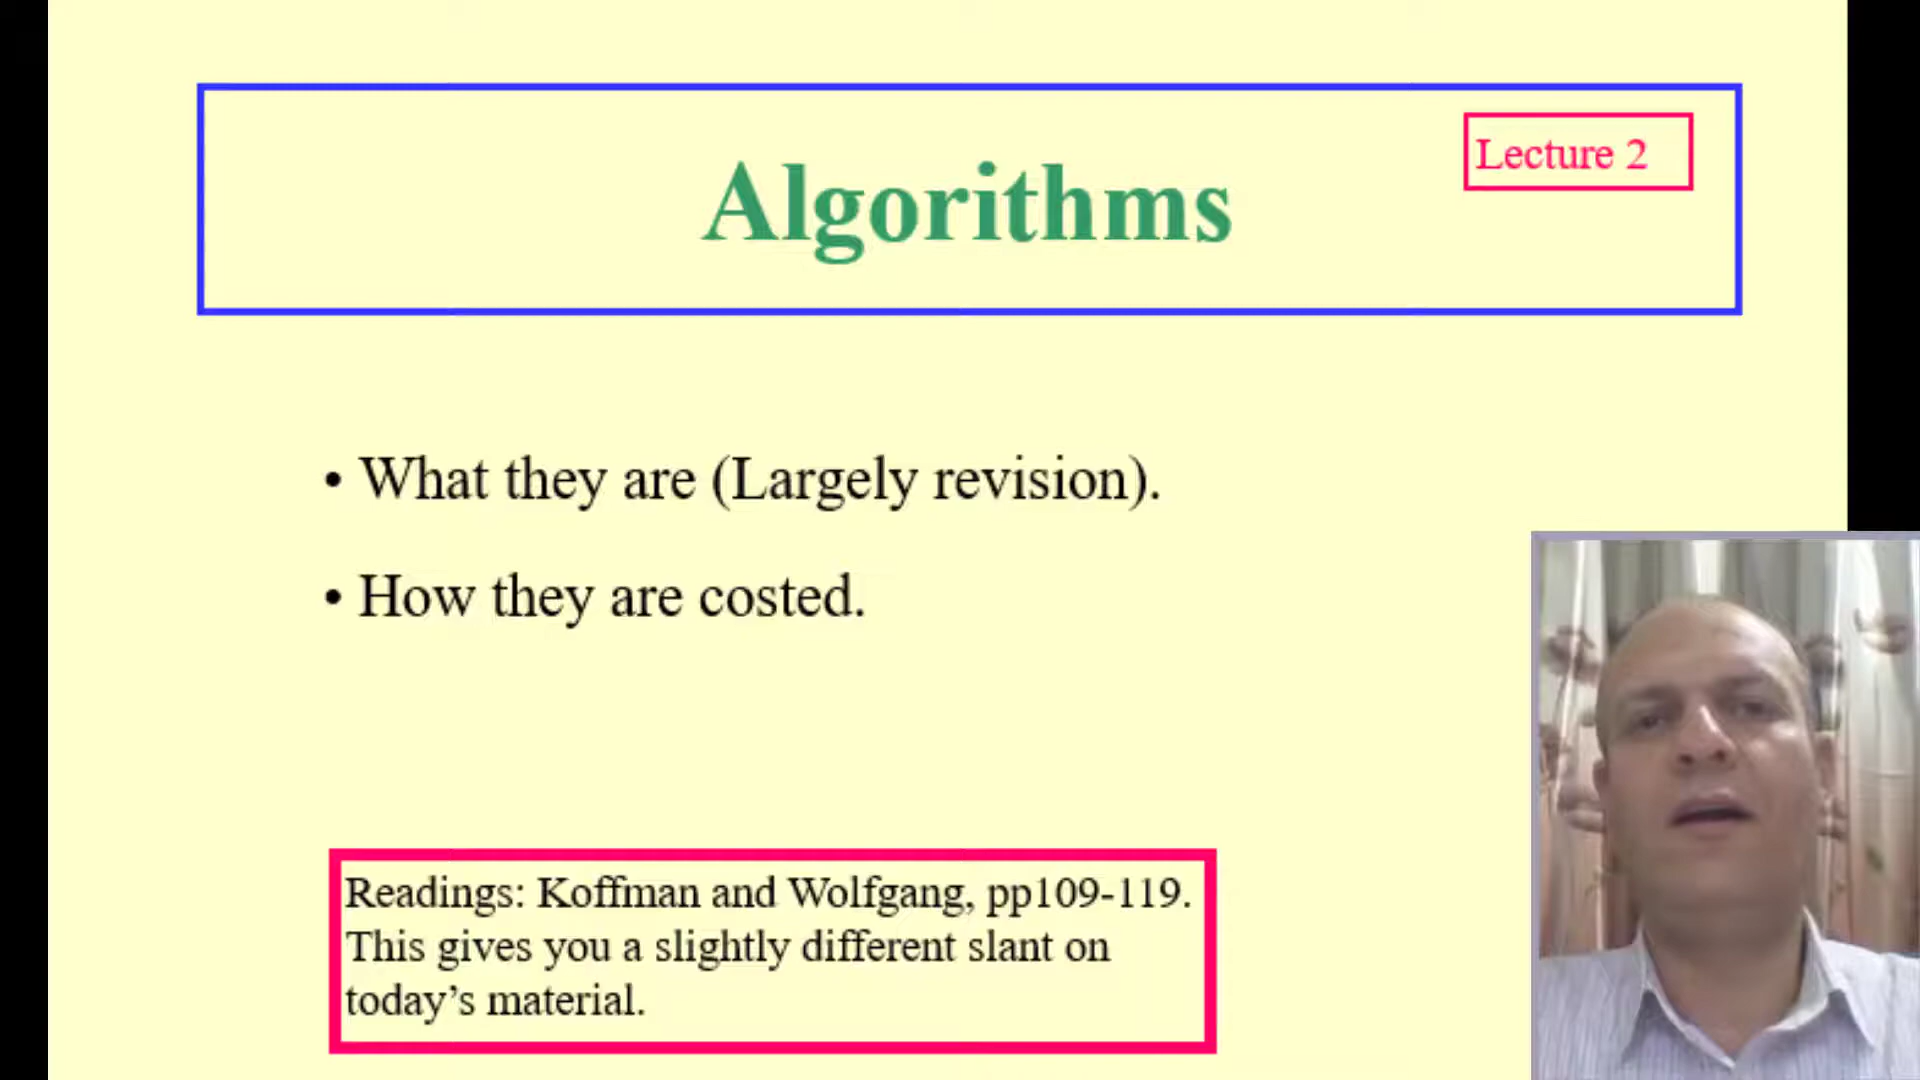 Lecture 2
Algorithms
• What they are (Largely revision).
• How they are costed.
Readings: Koffman and Wolfgang, pp109-119.
This gives you a slightly different slant on
today’s material.